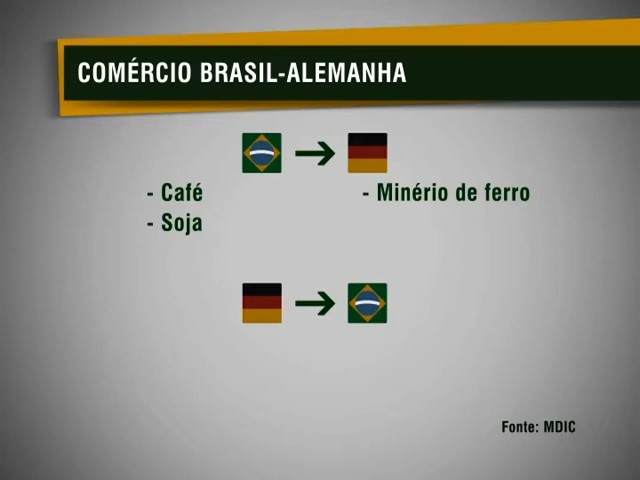 COMÉRCIO BRASIL-ALEMANHA
- Café
- Minério de ferro
- Soja
Fonte: MDIC